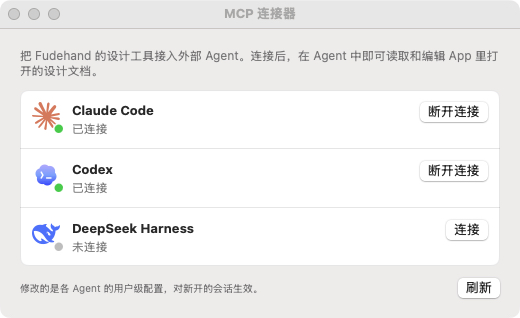 MCP 连接器
把 Fudehand 的设计工具接入外部 Agent。连接后，在 Agent 中即可读取和编辑 App 里打
开的设计文档。
Claude Code
已连接
断开连接
Codex
已连接
断开连接
DeepSeek Harness
未连接
连接
修改的是各 Agent 的用户级配置，对新开的会话生效。
刷新